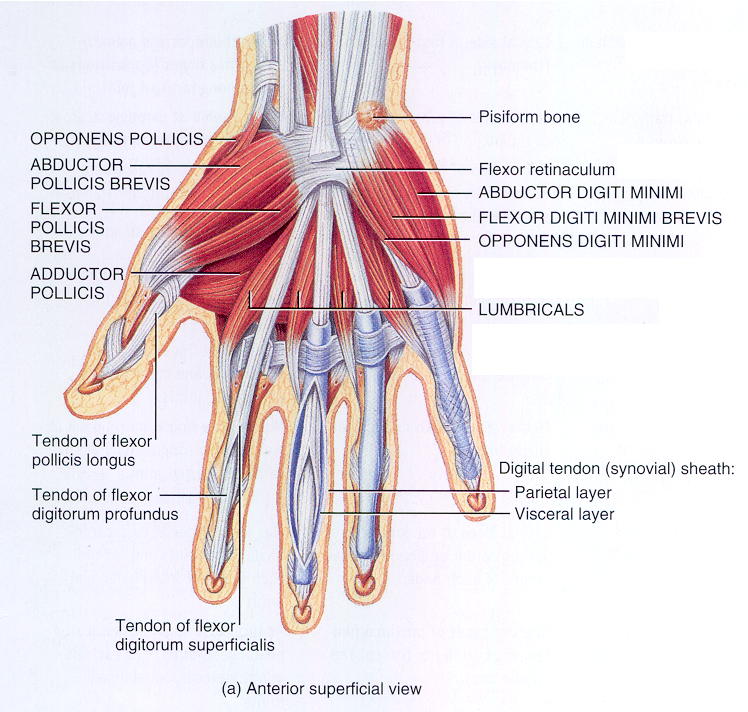 OPPONENS POLLICIS
ABDUCTOR
POLLICIS BREVIS
FLEXOR
POLLICIS
BREVIS
ADDUCTOR
POLLICIS
Tendon of flexor
pollicis longus
Tendon of flexor
digitorum profundus
Tendon of flexor
digitorum superficialis
Pisiform bone
Flexor retinaculum
ABDUCTOR DIGITI MINIMI
FLEXOR DIGITI MINIMI BREVIS
OPPONENS DIGITI MINIMI
LUMBRICALS
Digital tendon (synovial) sheath:
Parietal layer
Visceral layer
(a) Anterior superficial view